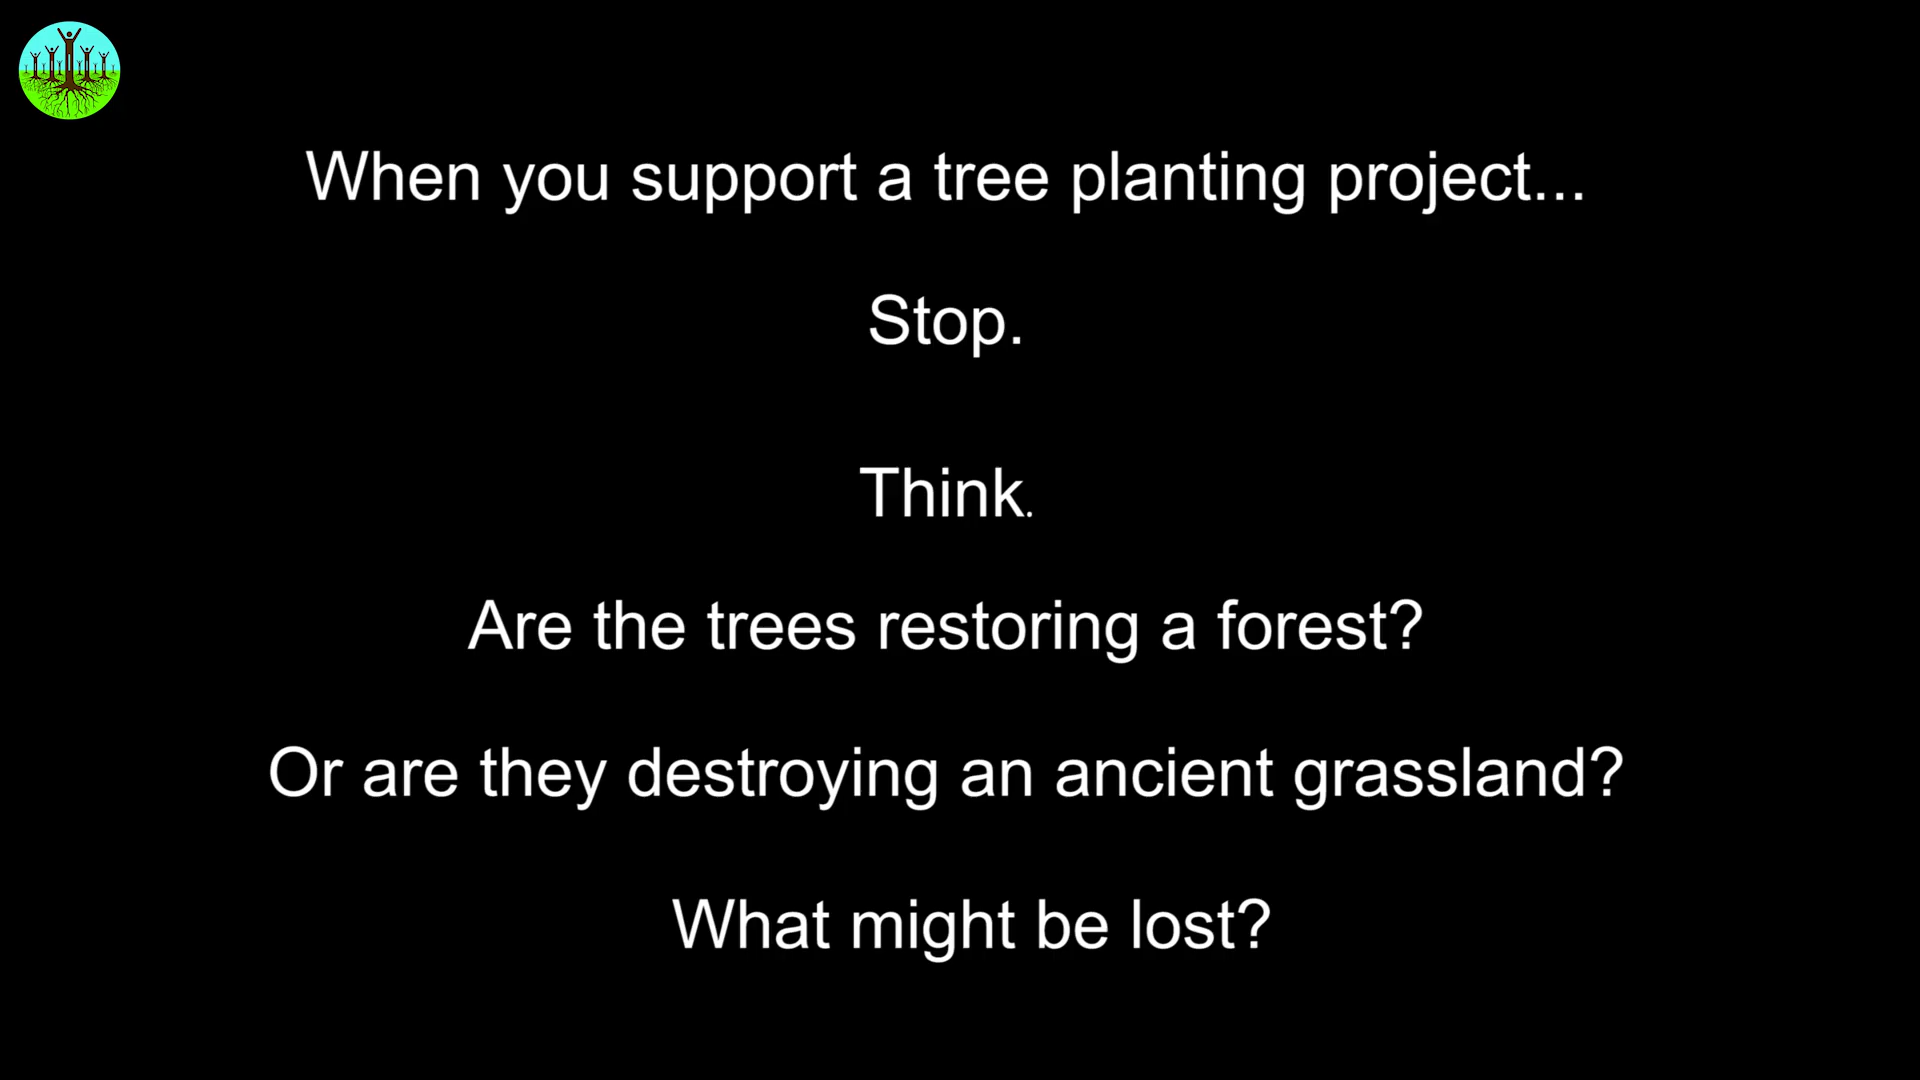 When you support a tree planting project...
Stop.
Think.
Are the trees restoring a forest?
Or are they destroying an ancient grassland?
What might be lost?